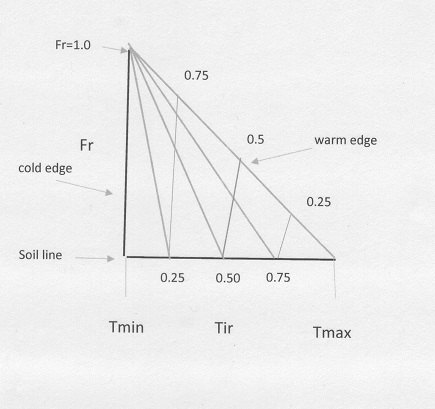 Fr=1.0
0.75
0.5
warm edge
Fr
cold edge
0.25
Soil line
0.25 0.50 0.75
Tmin Tir Tmax